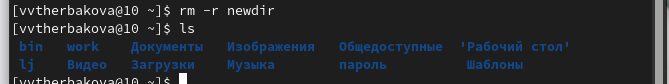 [vvtherbakova@10 ~]$ rm -r newdir
[vvtherbakova@10 ~]$ ls
bin work Документы Изображения Общедоступные 'Рабочий стол'
lj Видео Загрузки Музыка пароль Шаблоны
[vvtherbakova@10 ~]$